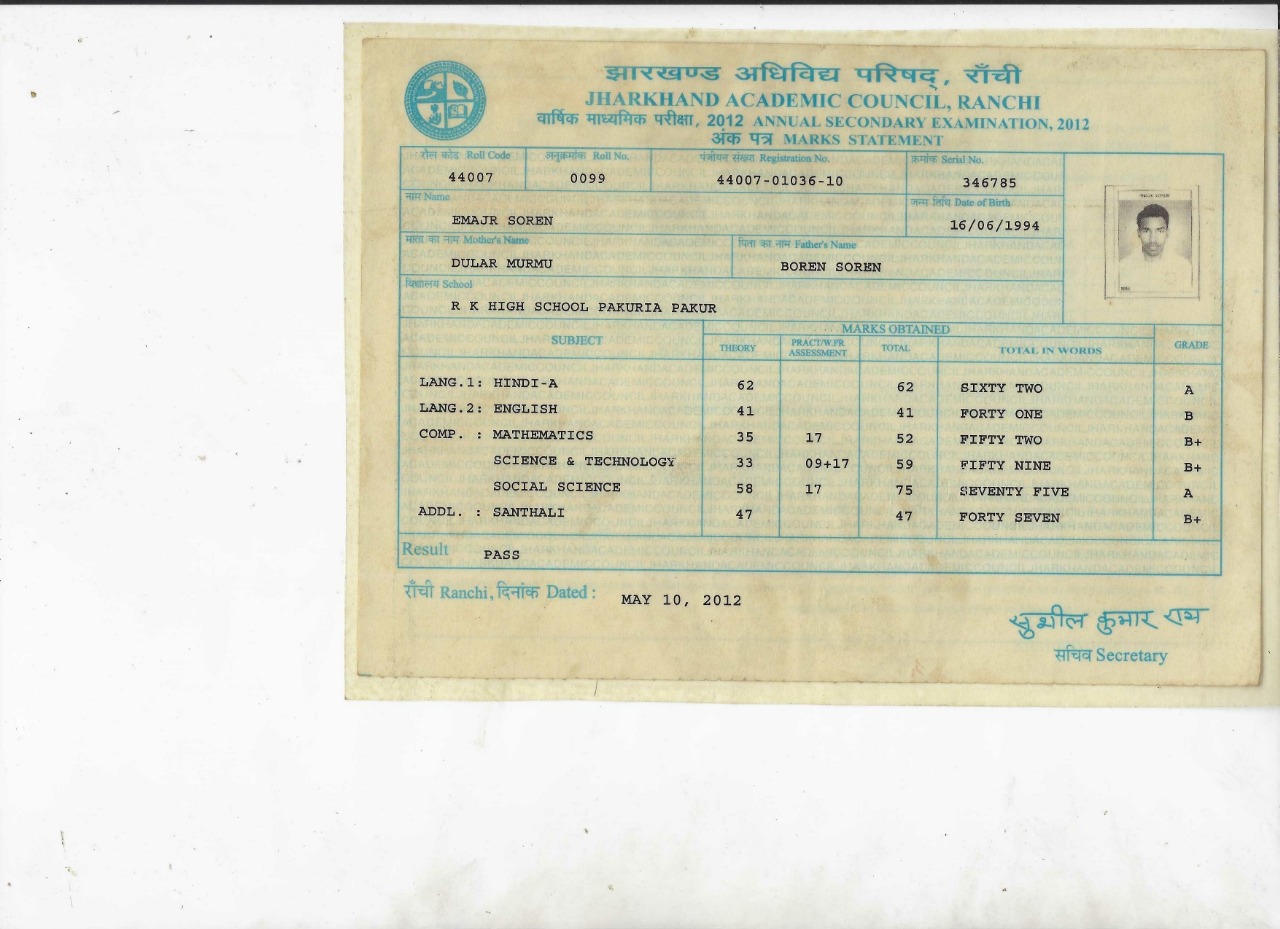 झारखण्ड अधिविद्य परिषद्, राँची
JHARKHAND ACADEMIC COUNCIL, RANCHI
वार्षिक माध्यमिक परीक्षा, 2012 ANNUAL SECONDARY EXAMINATION, 2012
अंक पत्र MARKS STATEMENT
रोल कोड Roll Code अनुक्रमांक Roll No. पंजीयन संख्या Registration No. क्रमांक Serial No.
44007 0099 44007-01036-10 346785
नाम Name जन्म तिथि Date of Birth
EMAJR SOREN 16/06/1994
माता का नाम Mother's Name पिता का नाम Father's Name
DULAR MURMU BOREN SOREN
विद्यालय School
R K HIGH SCHOOL PAKURIA PAKUR
MARKS OBTAINED
SUBJECT THEORY PRACT/W.PR ASSESSMENT TOTAL TOTAL IN WORDS GRADE
LANG.1: HINDI-A 62 62 SIXTY TWO A
LANG.2: ENGLISH 41 41 FORTY ONE B
COMP. : MATHEMATICS 35 17 52 FIFTY TWO B+
SCIENCE & TECHNOLOGY 33 09+17 59 FIFTY NINE B+
SOCIAL SCIENCE 58 17 75 SEVENTY FIVE A
ADDL. : SANTHALI 47 47 FORTY SEVEN B+
Result PASS
राँची Ranchi, दिनांक Dated : MAY 10, 2012
सुशील कुमार राय
सचिव Secretary